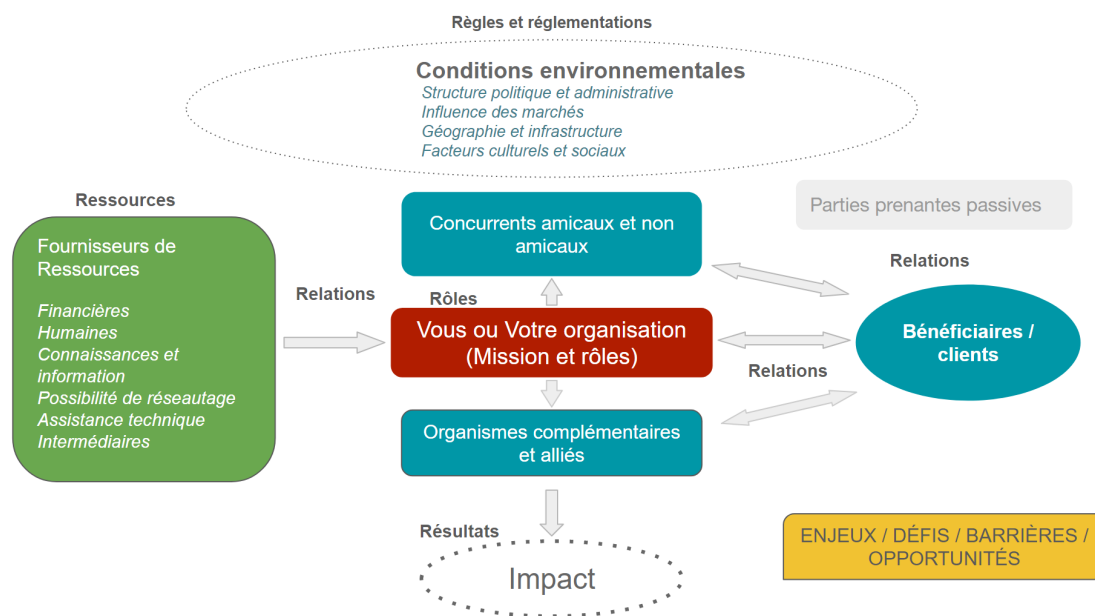 Règles et réglementations
Conditions environnementales
Structure politique et administrative
Influence des marchés
Géographie et infrastructure
Facteurs culturels et sociaux
Ressources
Fournisseurs de
Ressources
Financières
Humaines
Connaissances et
information
Possibilité de réseautage
Assistance technique
Intermédiaires
Relations
Concurrents amicaux et non
amicaux
Rôles
Vous ou Votre organisation
(Mission et rôles)
Organismes complémentaires
et alliés
Résultats
Impact
Parties prenantes passives
Relations
Bénéficiaires /
clients
Relations
ENJEUX / DÉFIS / BARRIÈRES /
OPPORTUNITÉS